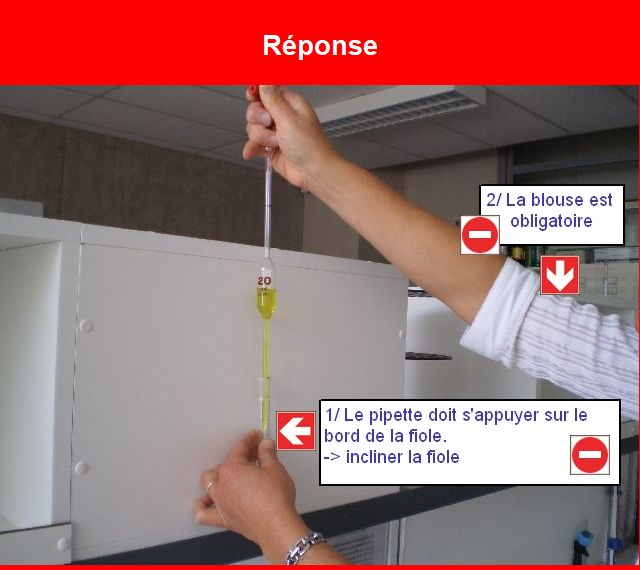 Réponse
2/ La blouse est
obligatoire
20
1/ Le pipette doit s'appuyer sur le
bord de la fiole.
-> incliner la fiole